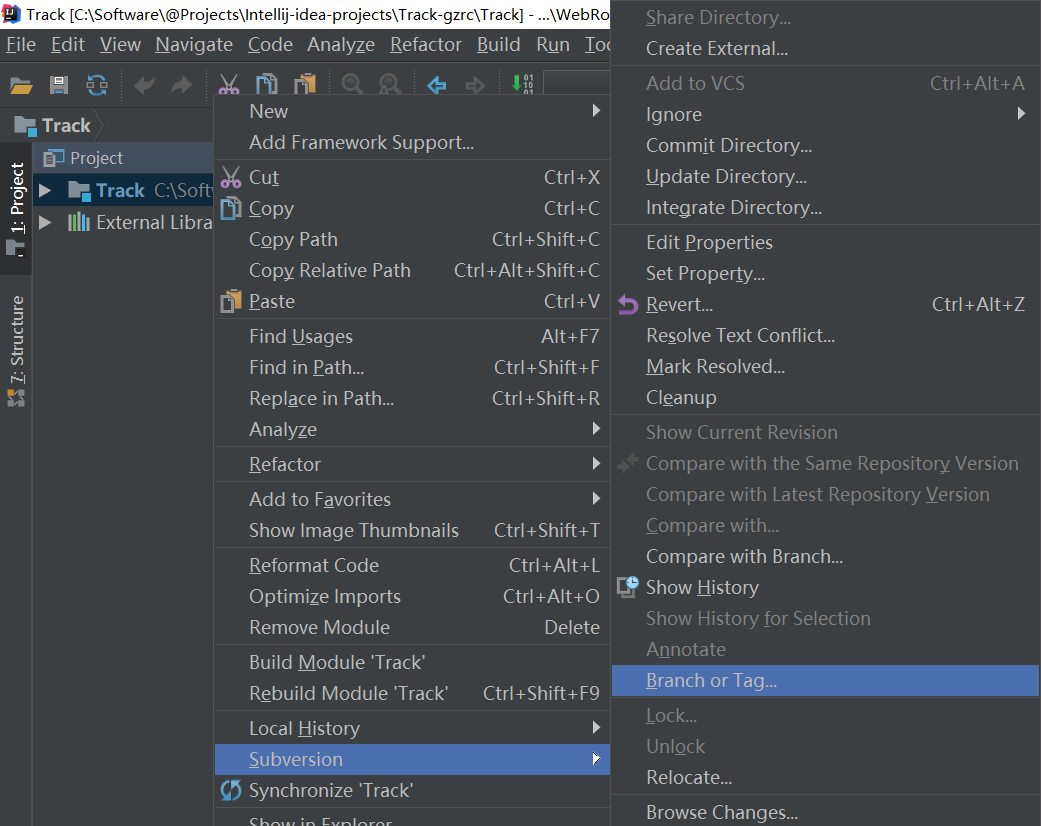 Track [C:\Software\@Projects\Intellij-idea-projects\Track-gzrc\Track] - ...\WebRo
File Edit View Navigate Code Analyze Refactor Build Run Too
Track
Project
Track C:\Soft
External Libra
1: Project
7: Structure
New
Add Framework Support...
Cut Ctrl+X
Copy Ctrl+C
Copy Path Ctrl+Shift+C
Copy Relative Path Ctrl+Alt+Shift+C
Paste Ctrl+V
Find Usages Alt+F7
Find in Path... Ctrl+Shift+F
Replace in Path... Ctrl+Shift+R
Analyze
Refactor
Add to Favorites
Show Image Thumbnails Ctrl+Shift+T
Reformat Code Ctrl+Alt+L
Optimize Imports Ctrl+Alt+O
Remove Module Delete
Build Module 'Track'
Rebuild Module 'Track' Ctrl+Shift+F9
Local History
Subversion
Synchronize 'Track'
Show in Explorer
Share Directory...
Create External...
Add to VCS Ctrl+Alt+A
Ignore
Commit Directory...
Update Directory...
Integrate Directory...
Edit Properties
Set Property...
Revert... Ctrl+Alt+Z
Resolve Text Conflict...
Mark Resolved...
Cleanup
Show Current Revision
Compare with the Same Repository Version
Compare with Latest Repository Version
Compare with...
Compare with Branch...
Show History
Show History for Selection
Annotate
Branch or Tag...
Lock...
Unlock
Relocate...
Browse Changes...